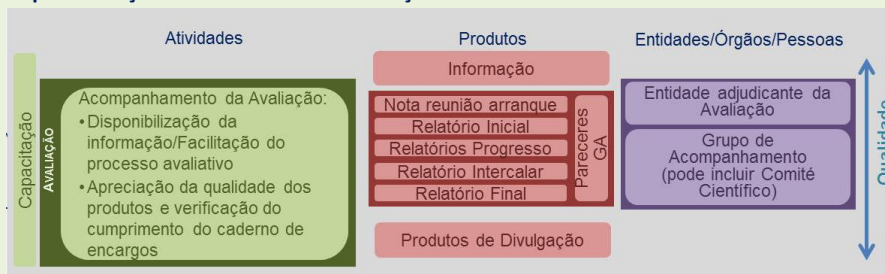 Atividades
Produtos
Entidades/Órgãos/Pessoas
Capacitação
AVALIAÇÃO
Acompanhamento da Avaliação:
•Disponibilização da
informação/Facilitação do
processo avaliativo
•Apreciação da qualidade dos
produtos e verificação do
cumprimento do caderno de
encargos
Informação
Nota reunião arranque
Relatório Inicial
Relatórios Progresso
Relatório Intercalar
Relatório Final
Pareceres
GA
Produtos de Divulgação
Entidade adjudicante da
Avaliação
Grupo de
Acompanhamento
(pode incluir Comité
Científico)
Qualidade